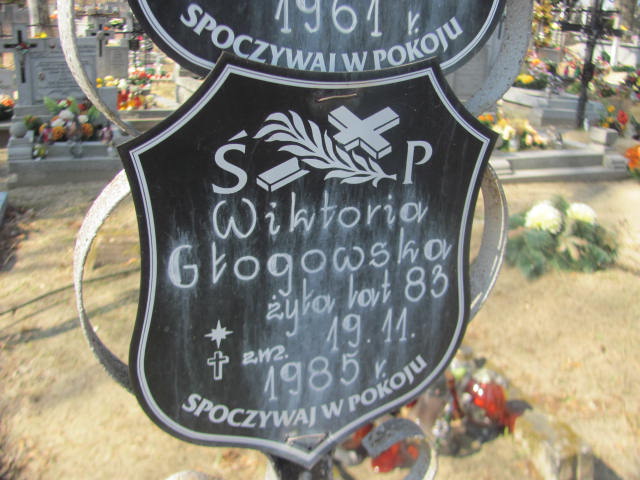 1961 r.
SPOCZYWAJ W POKOJU
Ś P
Wiktoria
Głogowska
żyła lat 83
zm. 19.11.
1985 r.
SPOCZYWAJ W POKOJU